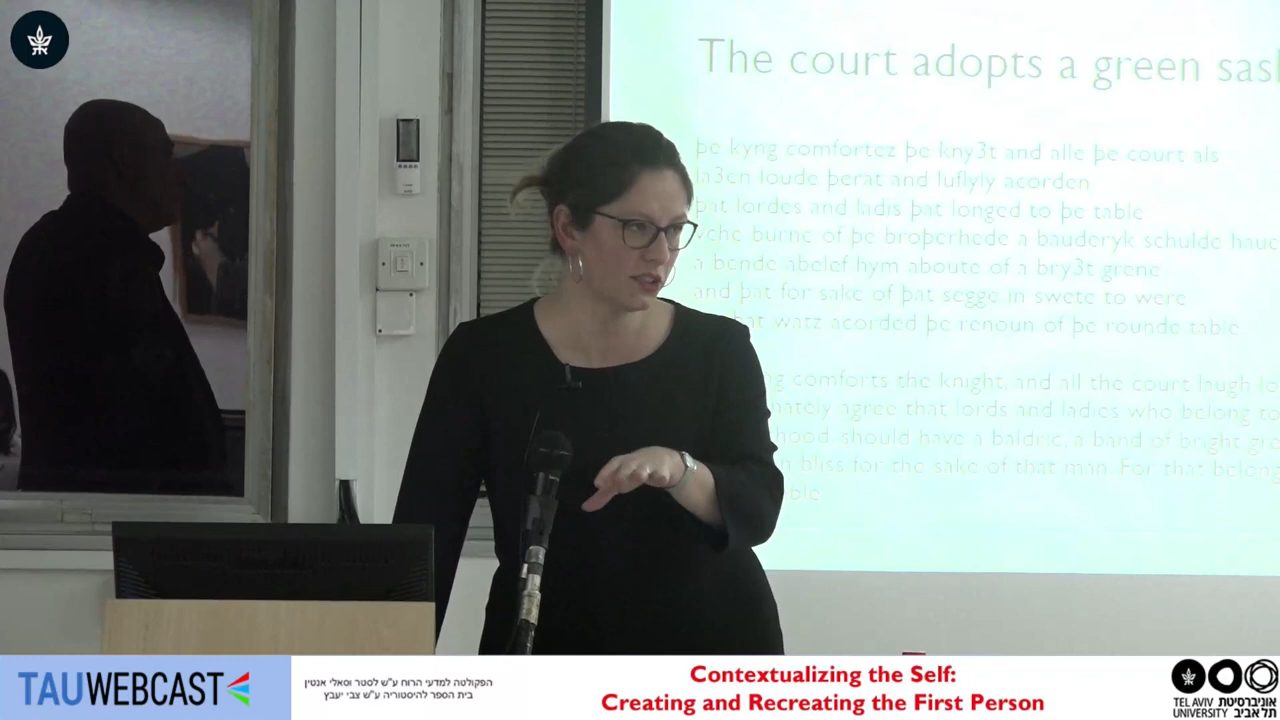 The court adopts a green sas
þe kyng comfortez þe kny3t and alle þe court als
la3en loude þerat and luflyly acorden
þat lordes and ladis þat longed to þe table
vche burne of þe broþerhede a bauderyk schulde haue
a bende abelef hym aboute of a bry3t grene
and þat for sake of þat segge in swete to were
þat watz acorded þe renoun of þe rounde table
comforts the knight, and all the court laugh lo
agree that lords and ladies who belong to
should have a baldric, a band of bright gre
bliss for the sake of that man. For that belong
TAUWEBCAST
הפקולטה למדעי הרוח ע"ש לסטר וסאלי אנטין
בית הספר להיסטוריה ע"ש צבי יעבץ
Contextualizing the Self:
Creating and Recreating the First Person
TEL AVIV אוניברסיטת
UNIVERSITY תל אביב